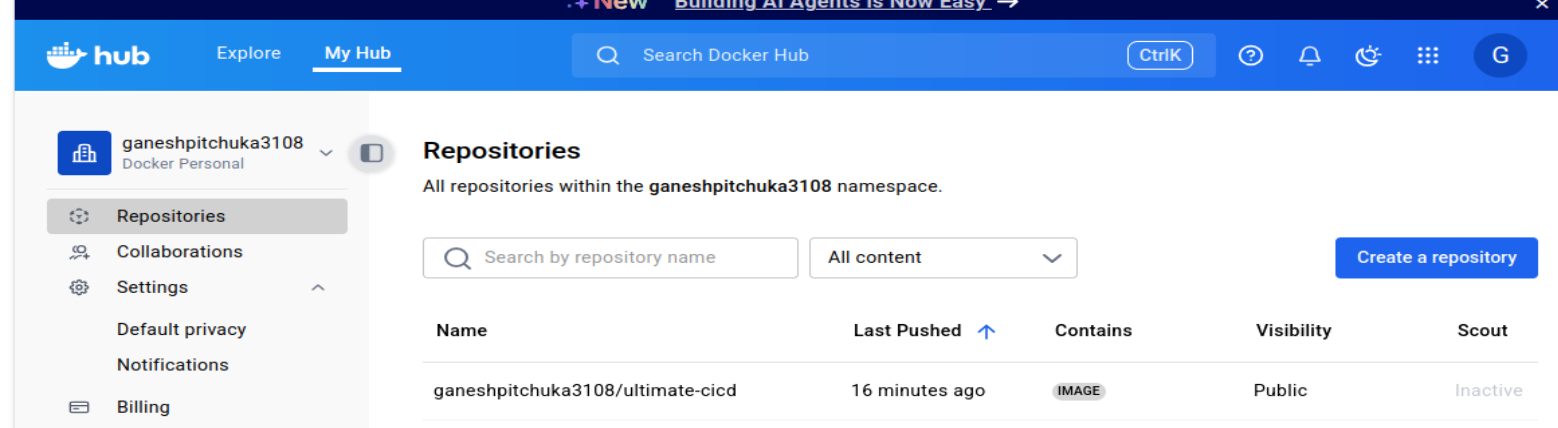 New Building AI Agents Is Now Easy →
hub Explore My Hub Search Docker Hub CtrlK G
ganeshpitchuka3108
Docker Personal
Repositories
Collaborations
Settings
Default privacy
Notifications
Billing
Repositories
All repositories within the ganeshpitchuka3108 namespace.
Search by repository name All content Create a repository
Name Last Pushed Contains Visibility Scout
ganeshpitchuka3108/ultimate-cicd 16 minutes ago IMAGE Public Inactive